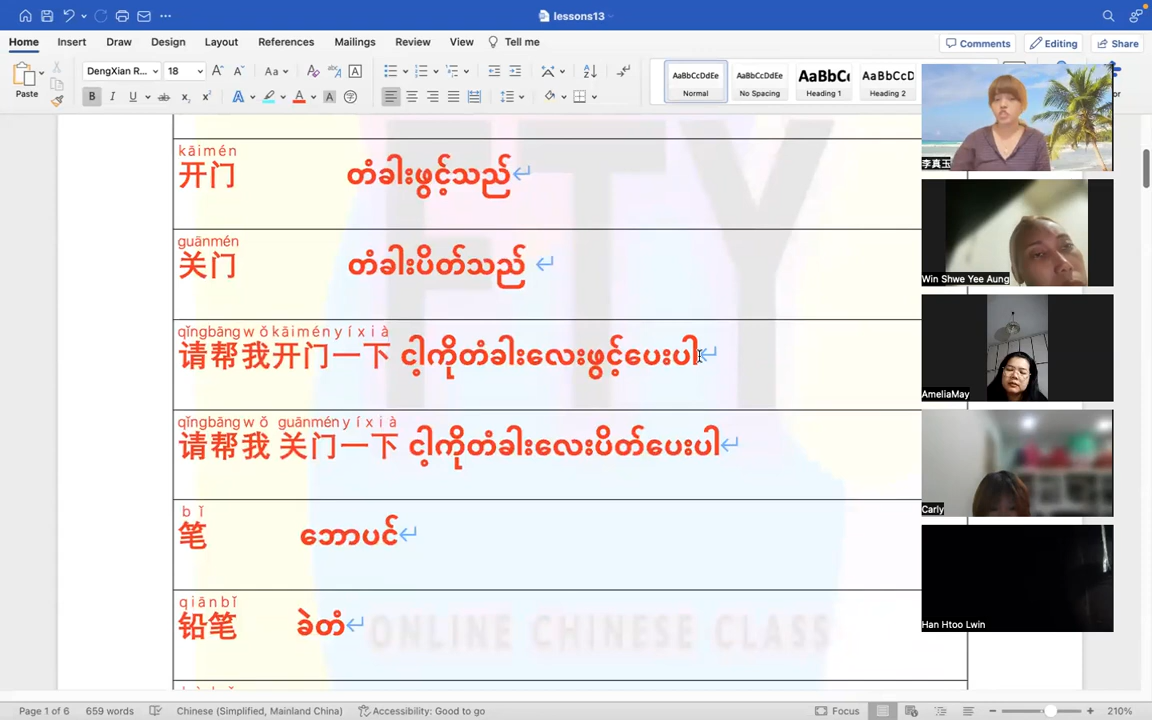 lessons13
Home Insert Draw Design Layout References Mailings Review View Tell me Comments Editing Share
Paste DengXian R... 18 Aa A
B I U ab x₂ x² A A A
AaBbCcDdEe AaBbCcDdEe AaBbC AaBbCcD
Normal No Spacing Heading 1 Heading 2
kāimén
开门 တံခါးဖွင့်သည်
guānmén
关门 တံခါးပိတ်သည်
qǐngbāngwǒkāiményíxià
请帮我开门一下 ငါ့ကိုတံခါးလေးဖွင့်ပေးပါ
qǐngbāngwǒ guānményíxià
请帮我 关门一下 ငါ့ကိုတံခါးလေးပိတ်ပေးပါ
bǐ
笔 ဘောပင်
qiānbǐ
铅笔 ခဲတံ
FTY
ONLINE CHINESE CLASS
李真玉
Win Shwe Yee Aung
AmeliaMay
Carly
Han Htoo Lwin
Page 1 of 6 659 words Chinese (Simplified, Mainland China) Accessibility: Good to go Focus 210%